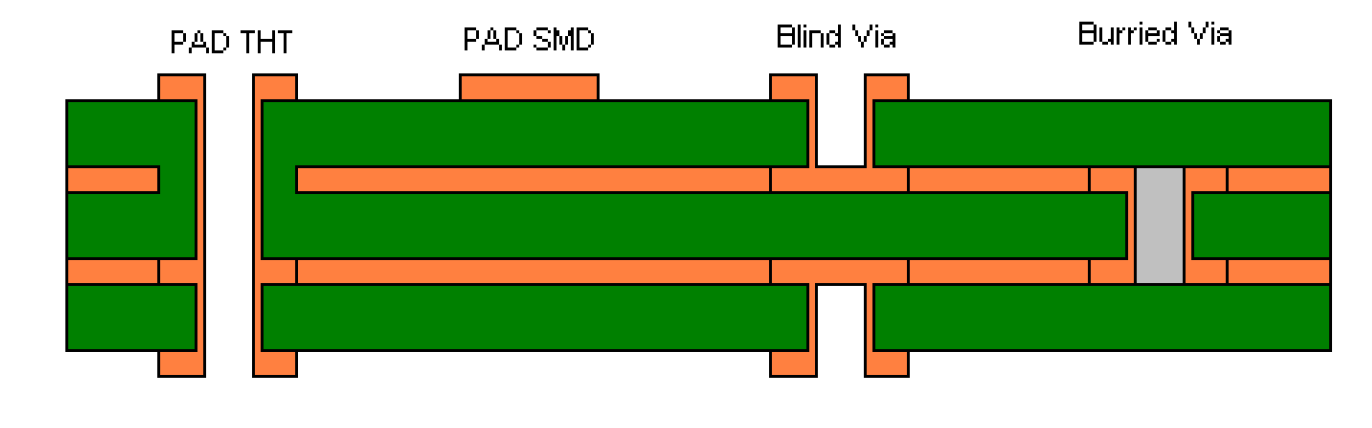 PAD THT
PAD SMD
Blind Via
Burried Via